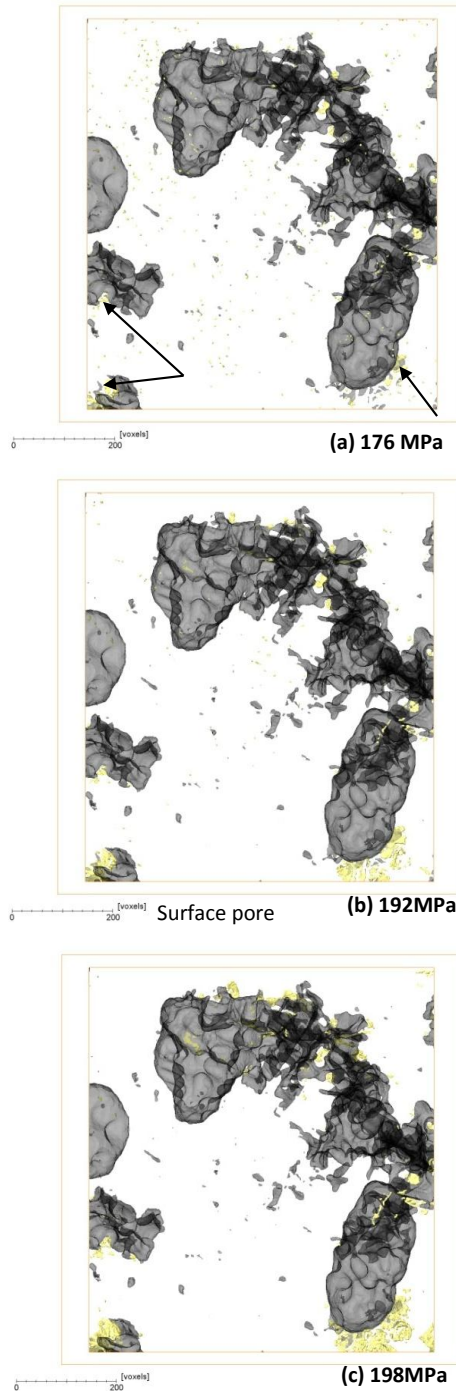 [voxels]
0 200
(a) 176 MPa
[voxels]
0 200
Surface pore
(b) 192MPa
[voxels]
0 200
(c) 198MPa